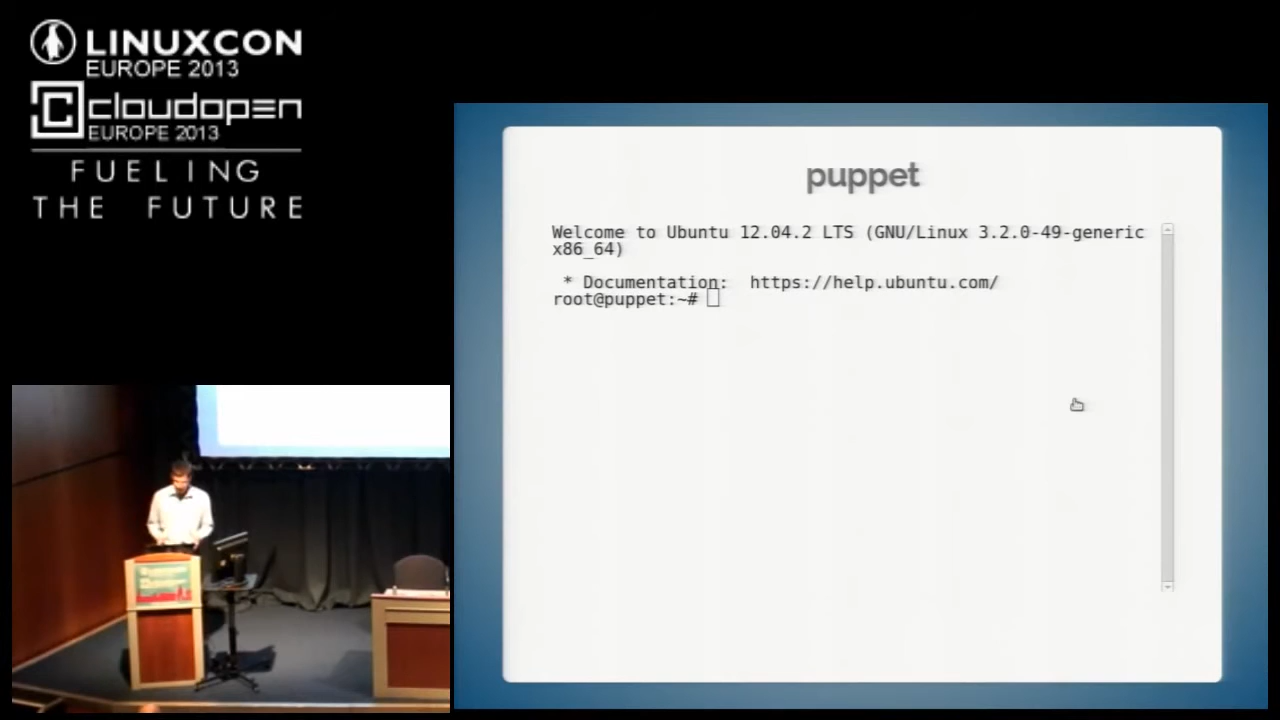 LINUXCON
EUROPE 2013
cloudopen
EUROPE 2013
FUELING
THE FUTURE
puppet
Welcome to Ubuntu 12.04.2 LTS (GNU/Linux 3.2.0-49-generic
x86_64)
* Documentation:  https://help.ubuntu.com/
root@puppet:~#